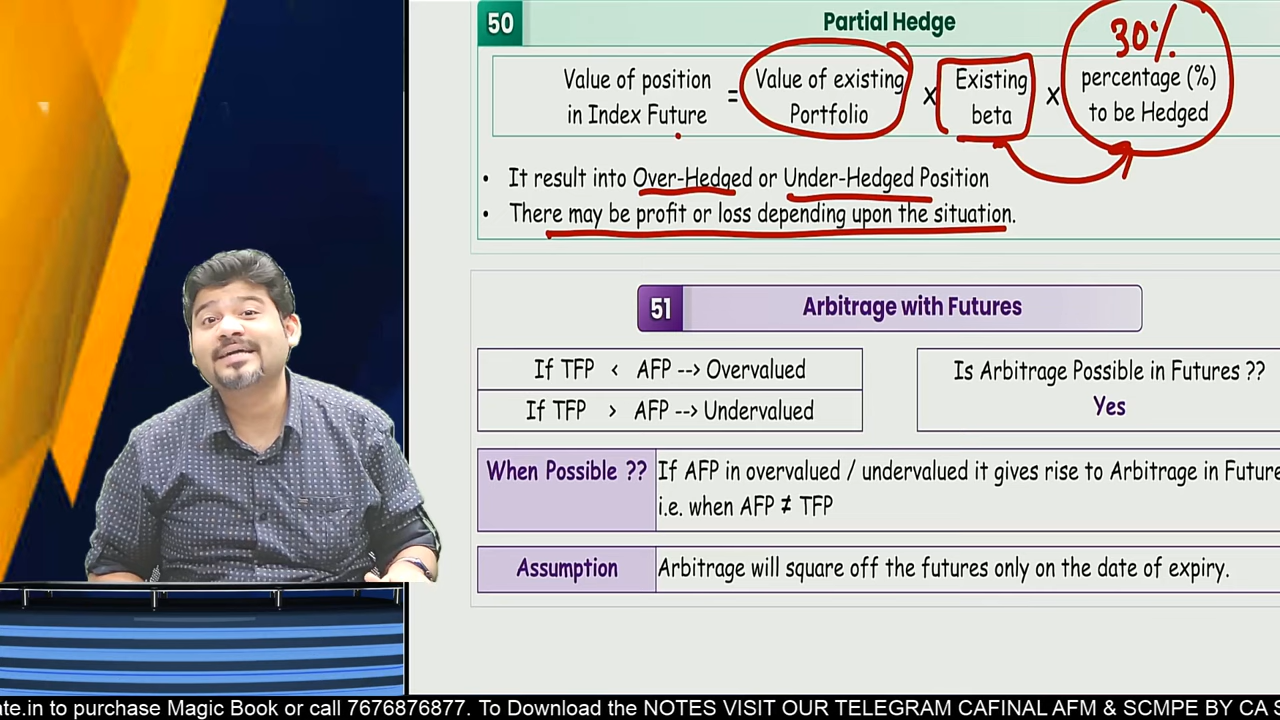 50
Partial Hedge
30%
Value of position
in Index Future
=
Value of existing
Portfolio
x
Existing
beta
x
percentage (%)
to be Hedged
• It result into Over-Hedged or Under-Hedged Position
• There may be profit or loss depending upon the situation.
51
Arbitrage with Futures
If TFP < AFP --> Overvalued
If TFP > AFP --> Undervalued
Is Arbitrage Possible in Futures ??
Yes
When Possible ??
If AFP in overvalued / undervalued it gives rise to Arbitrage in Future
i.e. when AFP ≠ TFP
Assumption
Arbitrage will square off the futures only on the date of expiry.
ate.in to purchase Magic Book or call 7676876877. To Download the NOTES VISIT OUR TELEGRAM CAFINAL AFM & SCMPE BY CA S